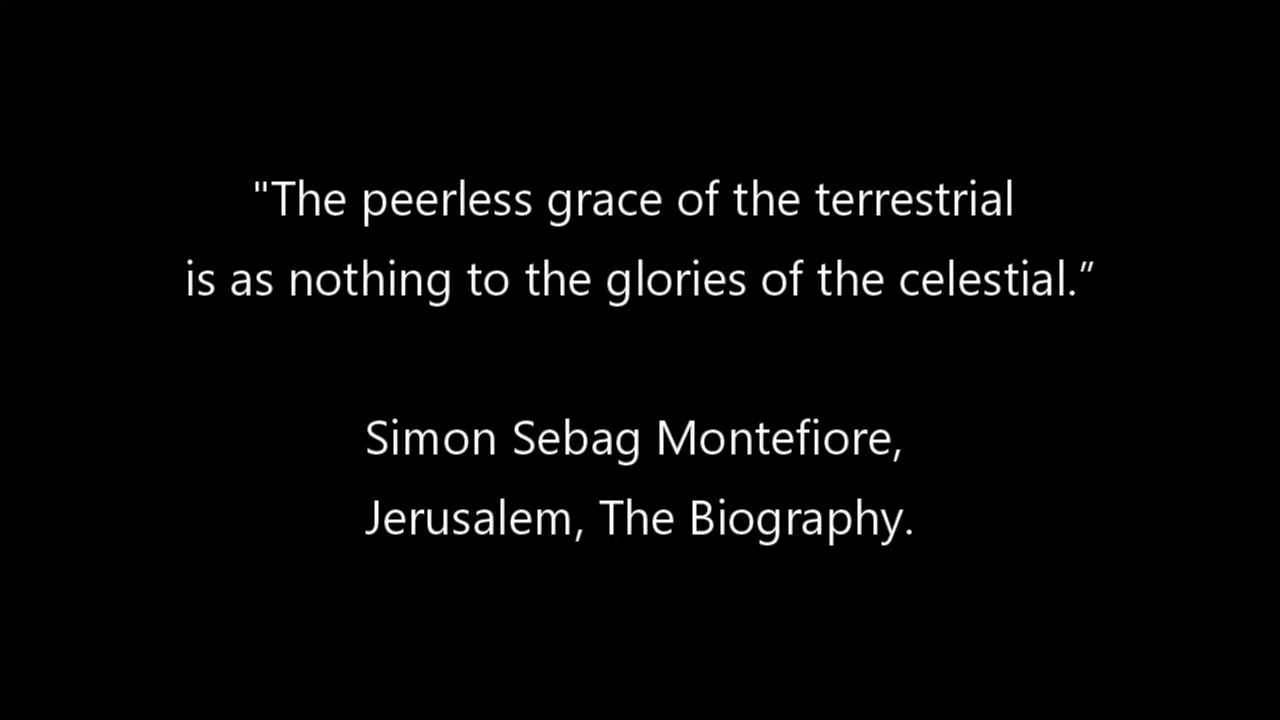 "The peerless grace of the terrestrial
is as nothing to the glories of the celestial.”
Simon Sebag Montefiore,
Jerusalem, The Biography.